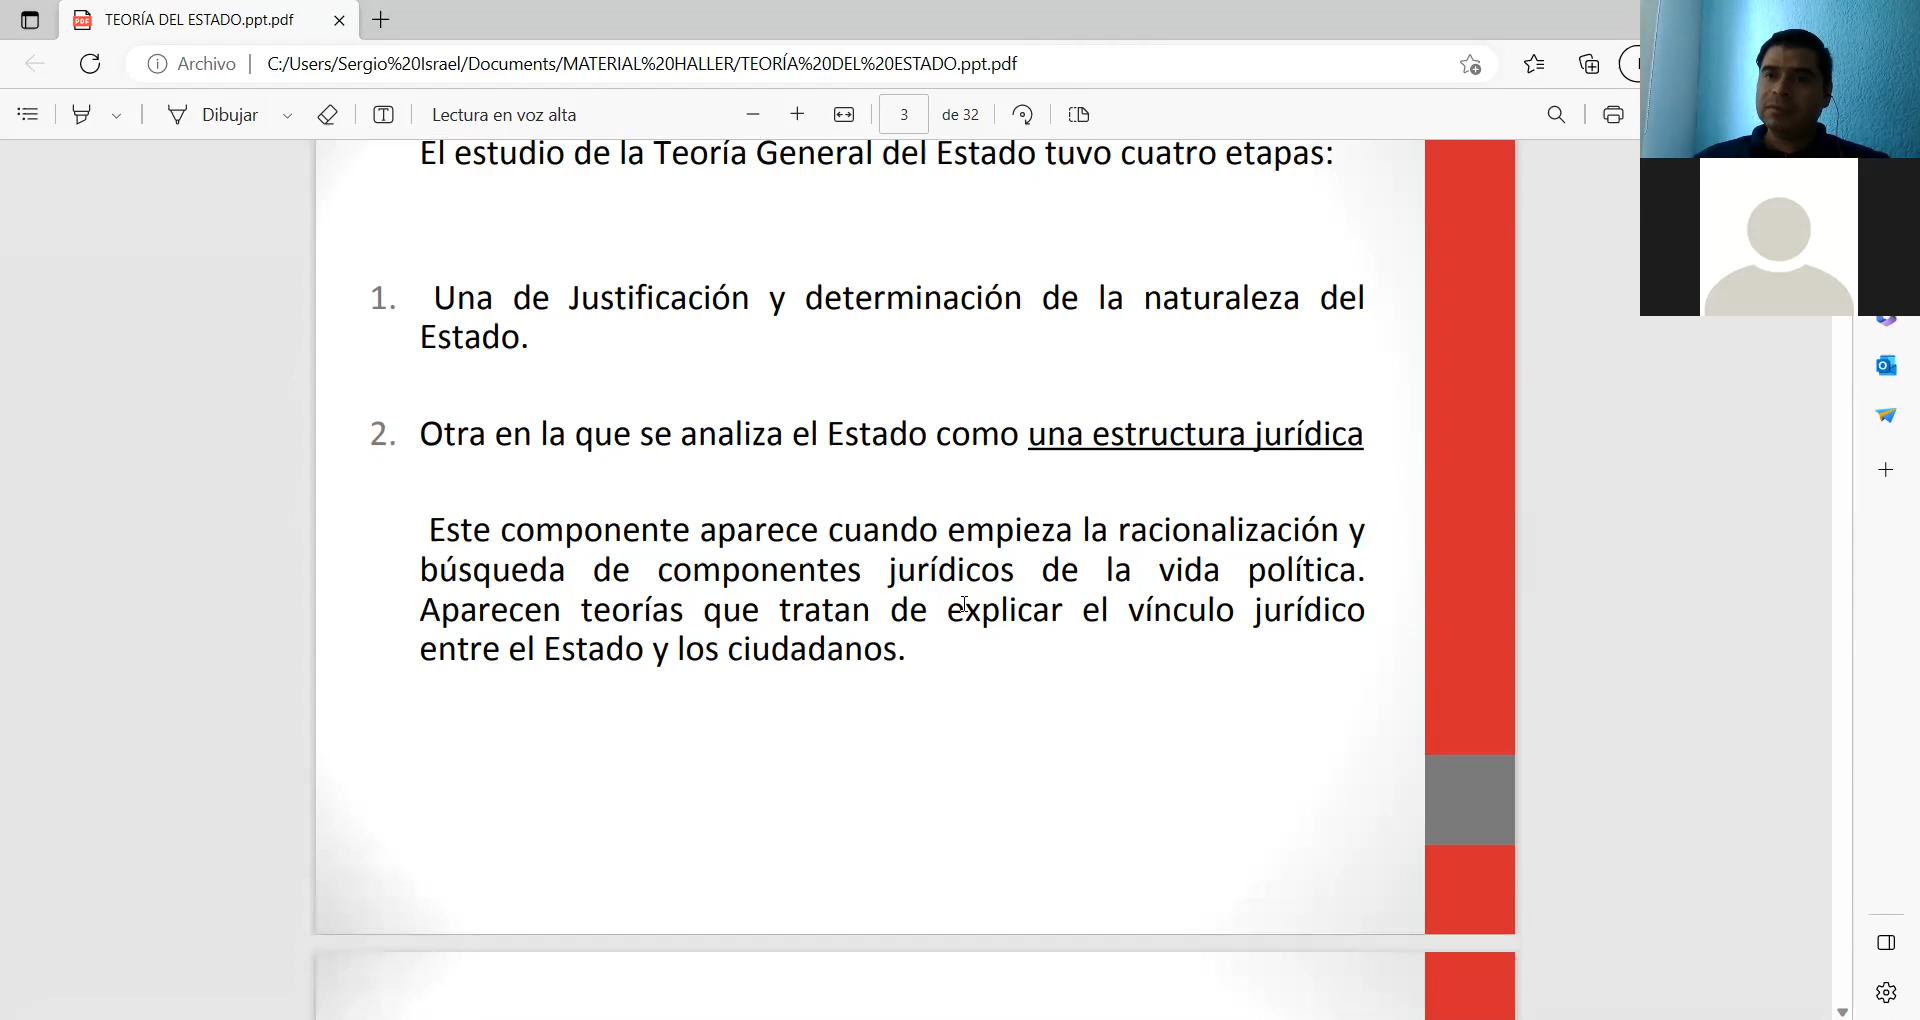 TEORÍA DEL ESTADO.ppt.pdf
Archivo
C:/Users/Sergio%20Israel/Documents/MATERIAL%20HALLER/TEORÍA%20DEL%20ESTADO.ppt.pdf
Dibujar
Lectura en voz alta
3
de 32
El estudio de la Teoría General del Estado tuvo cuatro etapas:
1. Una de Justificación y determinación de la naturaleza del
Estado.
2. Otra en la que se analiza el Estado como una estructura jurídica
Este componente aparece cuando empieza la racionalización y
búsqueda de componentes jurídicos de la vida política.
Aparecen teorías que tratan de explicar el vínculo jurídico
entre el Estado y los ciudadanos.